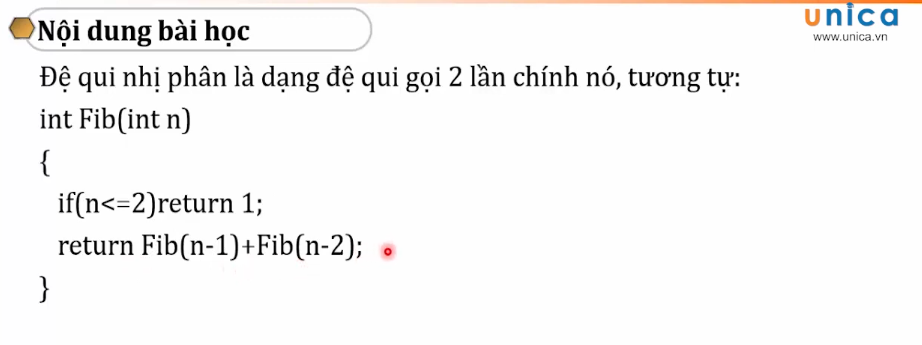 Nội dung bài học
unica
www.unica.vn
Đệ qui nhị phân là dạng đệ qui gọi 2 lần chính nó, tương tự:
int Fib(int n)
{
if(n<=2)return 1;
return Fib(n-1)+Fib(n-2);
}